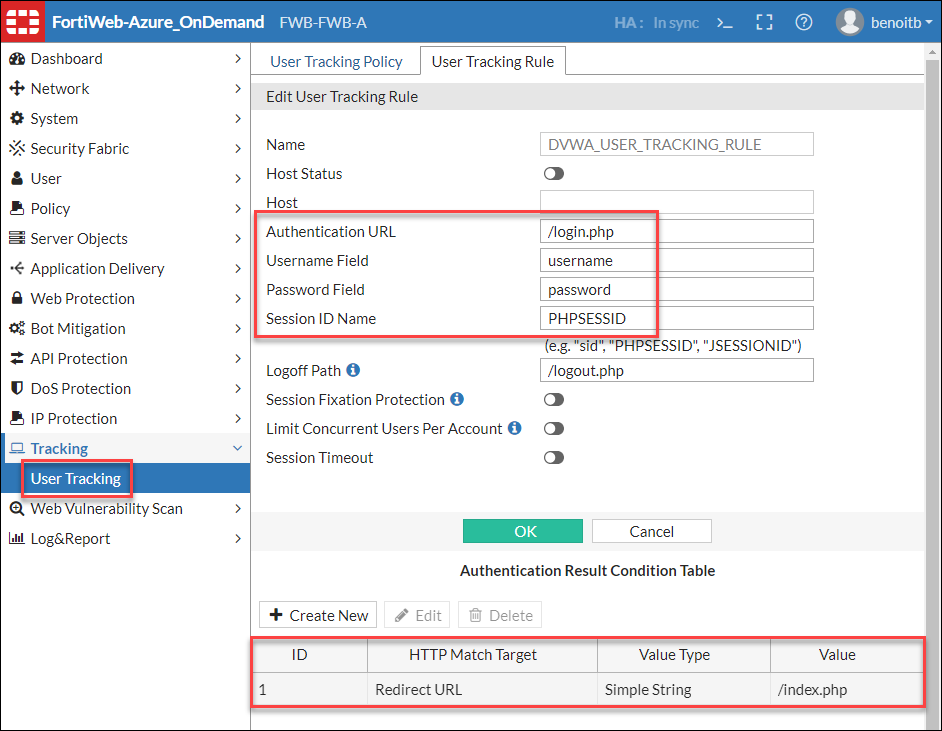 FortiWeb-Azure_OnDemand FWB-FWB-A HA : In sync >_ ? benoitb
Dashboard
Network
System
Security Fabric
User
Policy
Server Objects
Application Delivery
Web Protection
Bot Mitigation
API Protection
DoS Protection
IP Protection
Tracking
User Tracking
Web Vulnerability Scan
Log&Report
User Tracking Policy User Tracking Rule
Edit User Tracking Rule
Name DVWA_USER_TRACKING_RULE
Host Status
Host
Authentication URL /login.php
Username Field username
Password Field password
Session ID Name PHPSESSID
(e.g. "sid", "PHPSESSID", "JSESSIONID")
Logoff Path /logout.php
Session Fixation Protection
Limit Concurrent Users Per Account
Session Timeout
OK Cancel
Authentication Result Condition Table
Create New Edit Delete
ID HTTP Match Target Value Type Value
1 Redirect URL Simple String /index.php